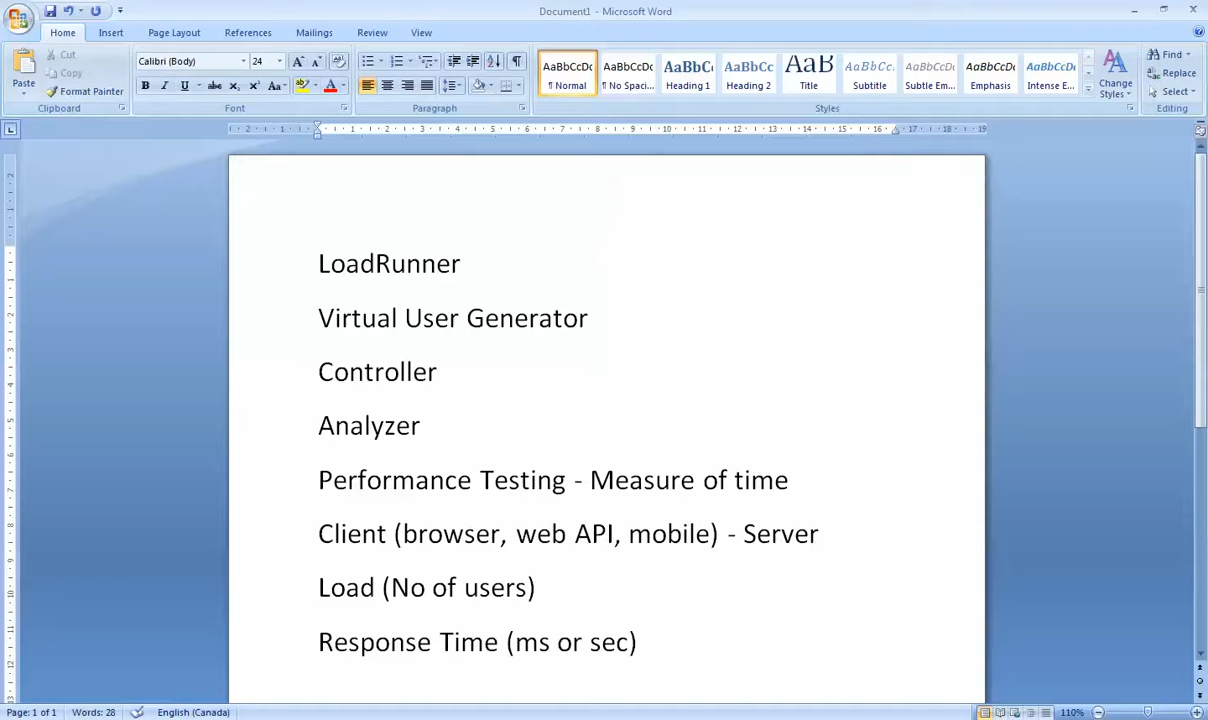 Document1 - Microsoft Word
Home Insert Page Layout References Mailings Review View
Paste
Cut
Copy
Format Painter
Clipboard
Calibri (Body) 24
Font
Paragraph
AaBbCcDc AaBbCcDc AaBbC AaBbCc AaB AaBbCc. AaBbCcDc AaBbCcDc AaBbCcDc
¶ Normal ¶ No Spaci... Heading 1 Heading 2 Title Subtitle Subtle Em... Emphasis Intense E...
Styles
Change Styles
Find
Replace
Select
Editing
LoadRunner
Virtual User Generator
Controller
Analyzer
Performance Testing - Measure of time
Client (browser, web API, mobile) - Server
Load (No of users)
Response Time (ms or sec)
Page: 1 of 1 Words: 28 English (Canada) 110%